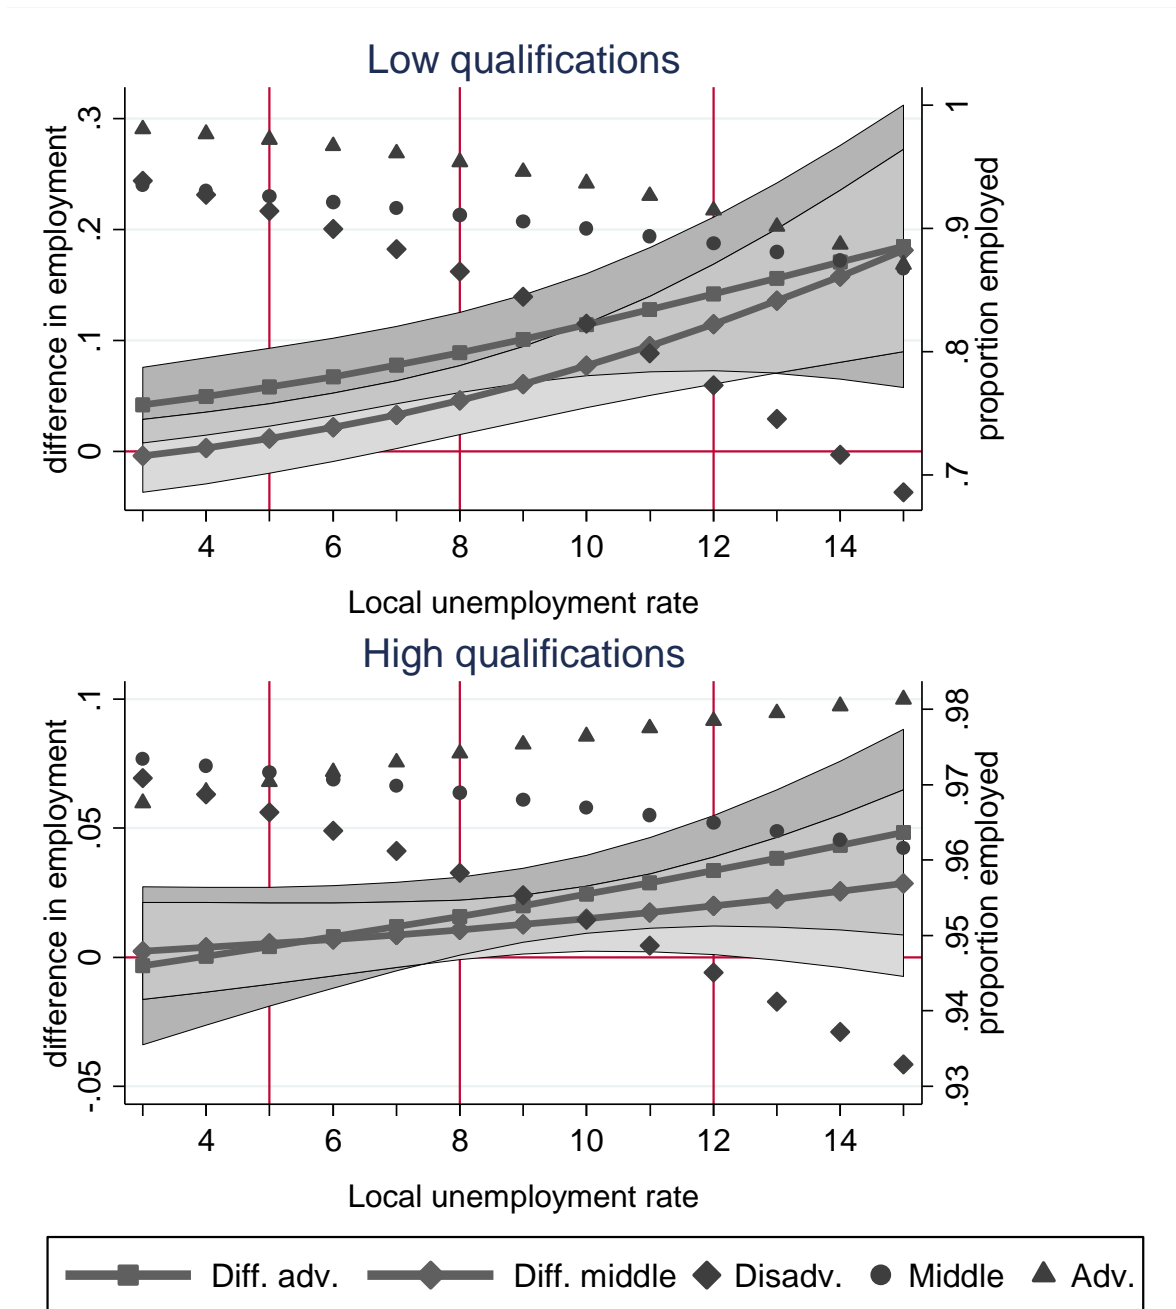 Low qualifications
difference in employment
.3
.2
.1
0
1
.9
.8
.7
proportion employed
4 6 8 10 12 14
Local unemployment rate
High qualifications
difference in employment
.1
.05
0
-.05
.98
.97
.96
.95
.94
.93
proportion employed
4 6 8 10 12 14
Local unemployment rate
Diff. adv. Diff. middle Disadv. Middle Adv.